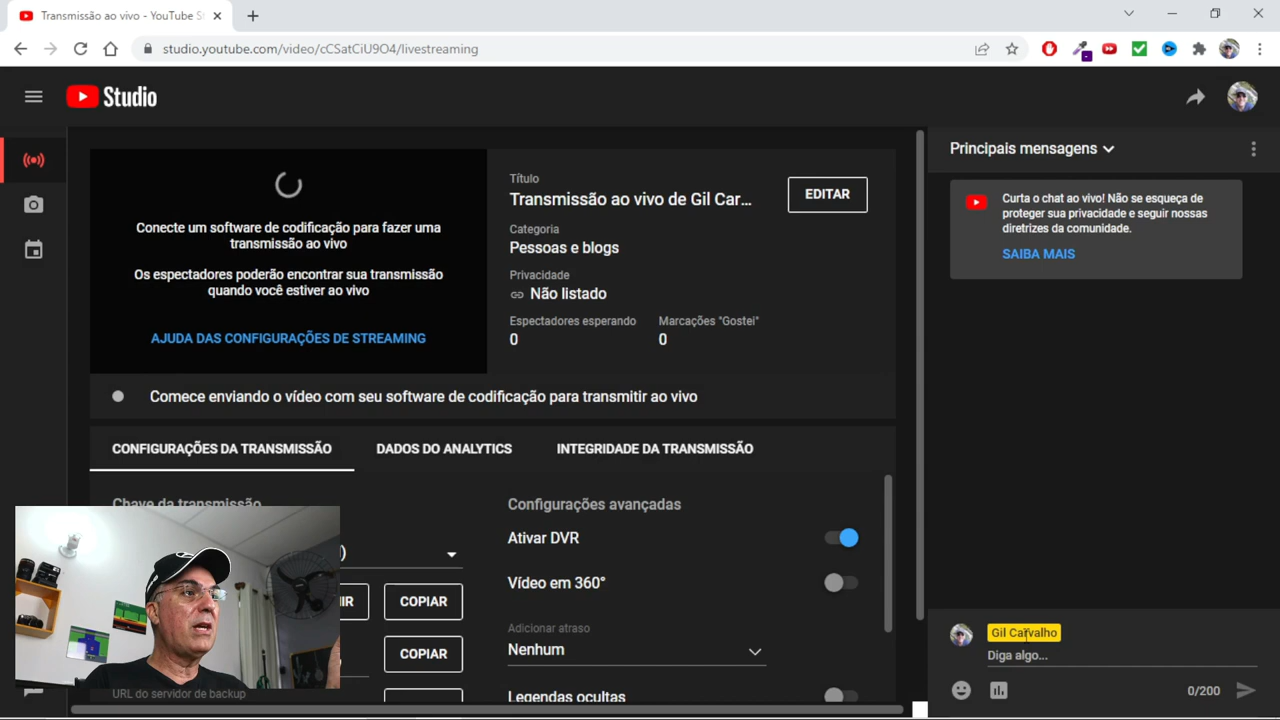 Transmissão ao vivo - YouTube St
studio.youtube.com/video/cCSatCiU9O4/livestreaming
Studio
Conecte um software de codificação para fazer uma
transmissão ao vivo
Os espectadores poderão encontrar sua transmissão
quando você estiver ao vivo
AJUDA DAS CONFIGURAÇÕES DE STREAMING
Título
Transmissão ao vivo de Gil Car...
EDITAR
Categoria
Pessoas e blogs
Privacidade
Não listado
Espectadores esperando
Marcações "Gostei"
0
0
Comece enviando o vídeo com seu software de codificação para transmitir ao vivo
CONFIGURAÇÕES DA TRANSMISSÃO
DADOS DO ANALYTICS
INTEGRIDADE DA TRANSMISSÃO
Chave da transmissão
)
IR
COPIAR
COPIAR
URL do servidor de backup
Configurações avançadas
Ativar DVR
Vídeo em 360°
Adicionar atraso
Nenhum
Legendas ocultas
Principais mensagens
Curta o chat ao vivo! Não se esqueça de
proteger sua privacidade e seguir nossas
diretrizes da comunidade.
SAIBA MAIS
Gil Carvalho
Diga algo...
0/200